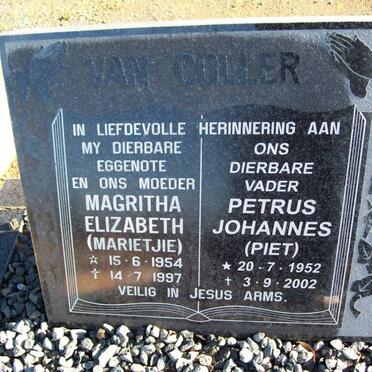 VAN COLLER
IN LIEFDEVOLLE HERINNERING AAN
MY DIERBARE
EGGENOTE
EN ONS MOEDER
MAGRITHA
ELIZABETH
(MARIETJIE)
☆ 15-6-1954
† 14-7-1997
ONS
DIERBARE
VADER
PETRUS
JOHANNES
(PIET)
★ 20-7-1952
† 3-9-2002
VEILIG IN JESUS ARMS.